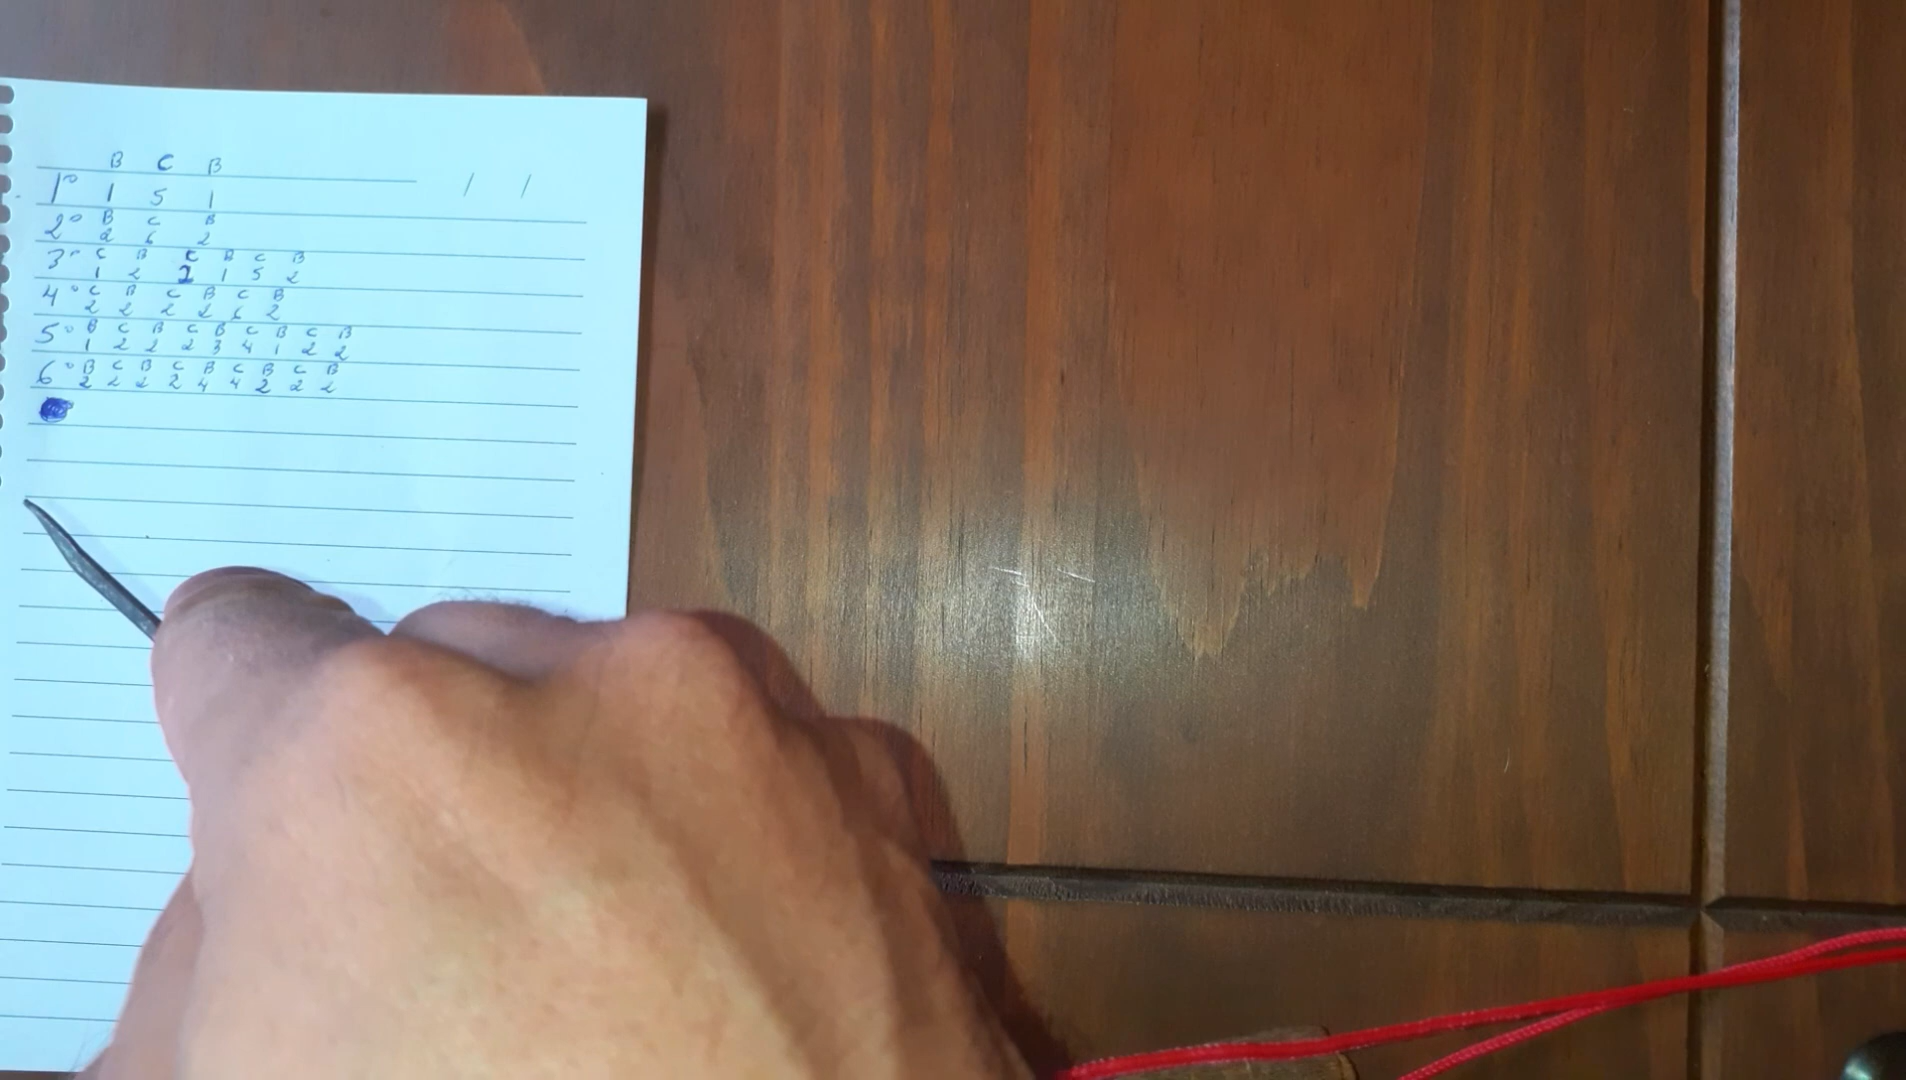 B C B
1º 1 5 1
/ /
2º B C B
2 6 2
3º C B C B C B
1 2 1 1 5 2
4º C B C B C B
2 2 2 2 6 2
5º B C B C B C B C B
1 2 2 2 3 4 1 2 2
6º B C B C B C B C B
2 2 2 2 4 4 2 2 2